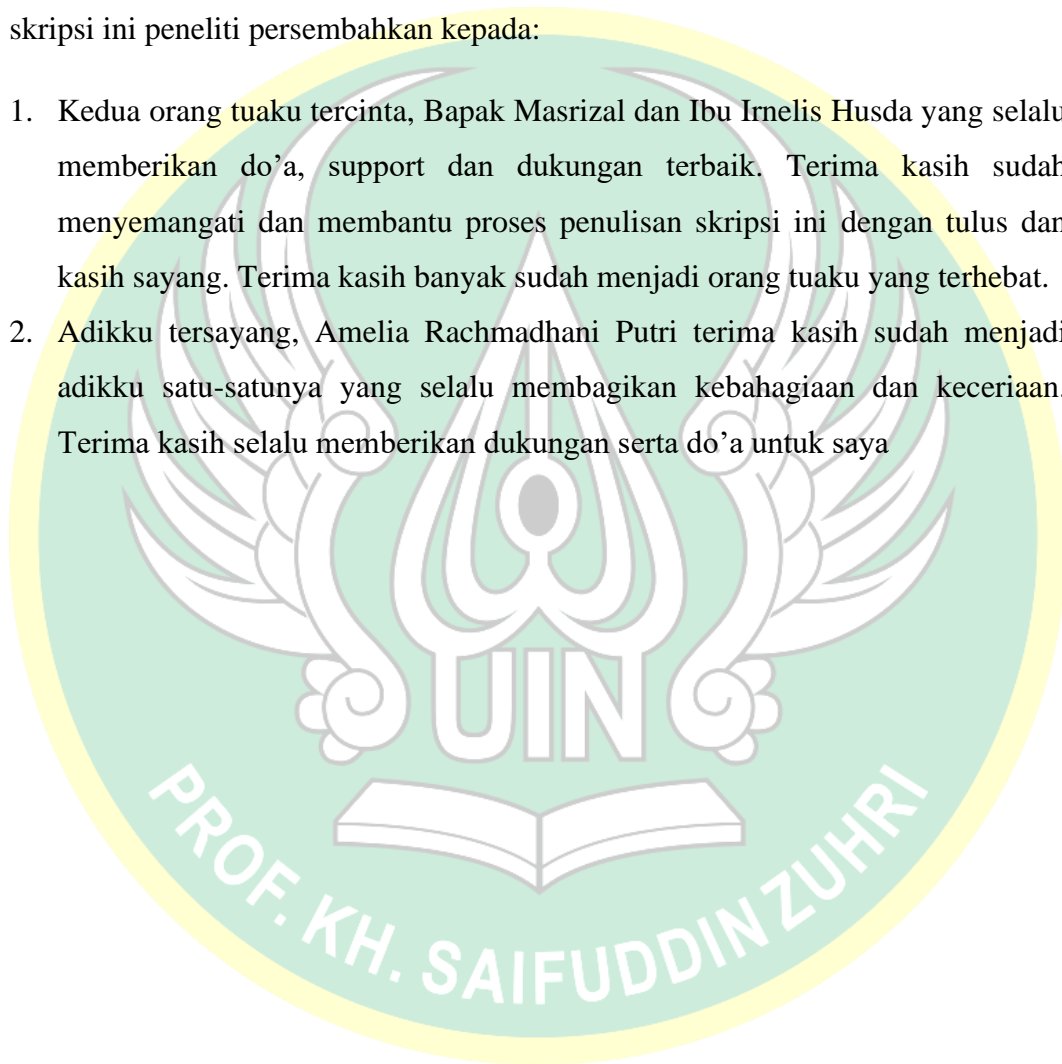 skripsi ini peneliti persembahkan kepada:
1. Kedua orang tuaku tercinta, Bapak Masrizal dan Ibu Irnelis Husda yang selalu
memberikan do’a, support dan dukungan terbaik. Terima kasih sudah
menyemangati dan membantu proses penulisan skripsi ini dengan tulus dan
kasih sayang. Terima kasih banyak sudah menjadi orang tuaku yang terhebat.
2. Adikku tersayang, Amelia Rachmadhani Putri terima kasih sudah menjadi
adikku satu-satunya yang selalu membagikan kebahagiaan dan keceriaan.
Terima kasih selalu memberikan dukungan serta do’a untuk saya
UIN
PROF. KH. SAIFUDDIN ZUHRI